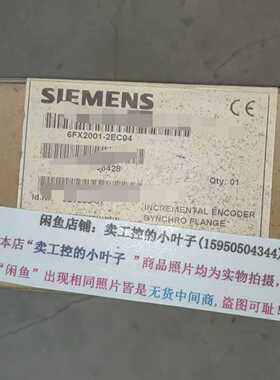 SIEMENS
CE
6FX2001-2EC04
Qty. 01
INCREMENTAL ENCODER
SYNCHRO FLANGE
闲鱼店铺：卖工控的小叶子(15950504344)
本店“卖工控的小叶子”商品照片均为实物拍摄，
“闲鱼”出现相同照片皆是无货中间商，盗图可耻！